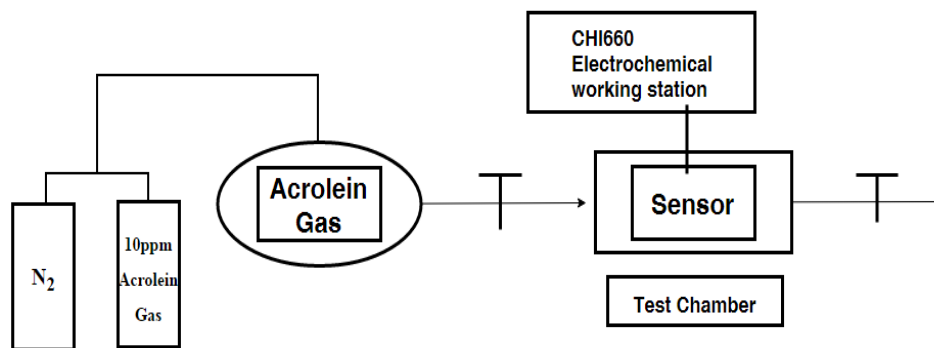 CHI660
Electrochemical
working station
Acrolein
Gas
Sensor
N2
10ppm
Acrolein
Gas
Test Chamber